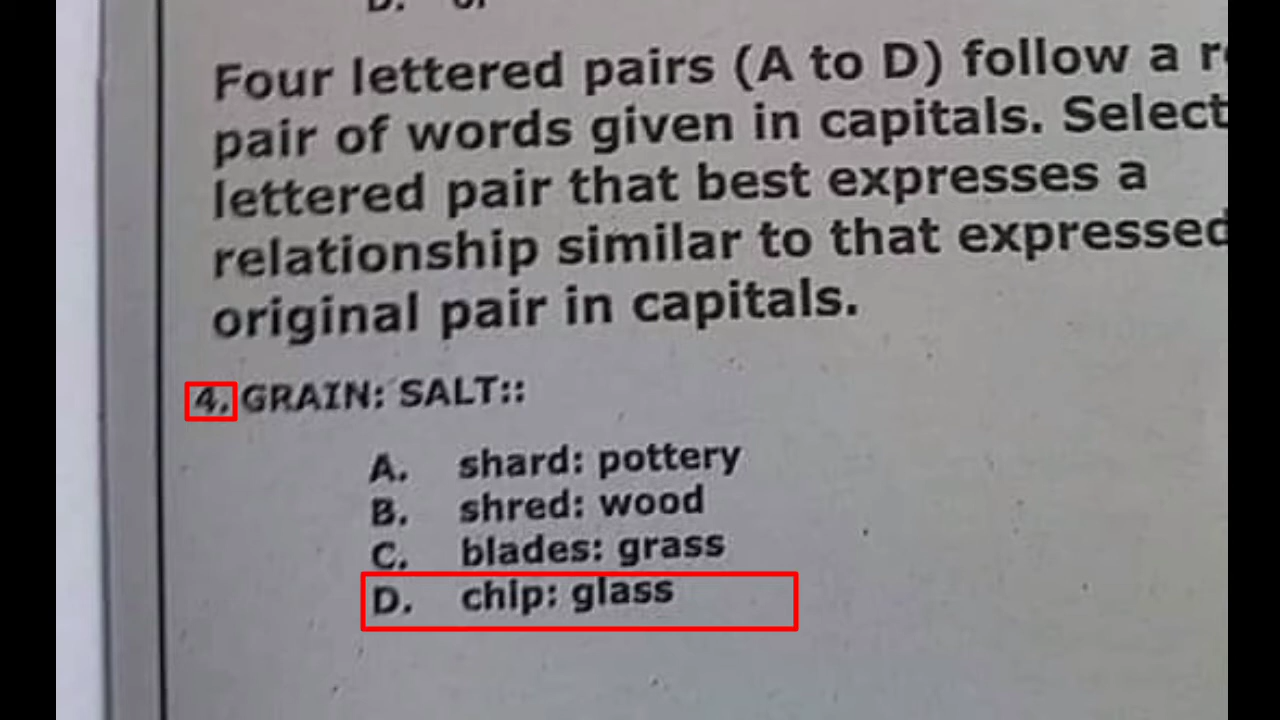 Four lettered pairs (A to D) follow a
pair of words given in capitals. Select
lettered pair that best expresses a
relationship similar to that expressed
original pair in capitals.
4. GRAIN: SALT::
A. shard: pottery
B. shred: wood
C. blades: grass
D. chip: glass